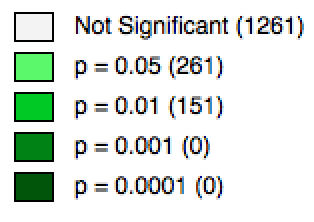 Not Significant (1261)
p = 0.05 (261)
p = 0.01 (151)
p = 0.001 (0)
p = 0.0001 (0)